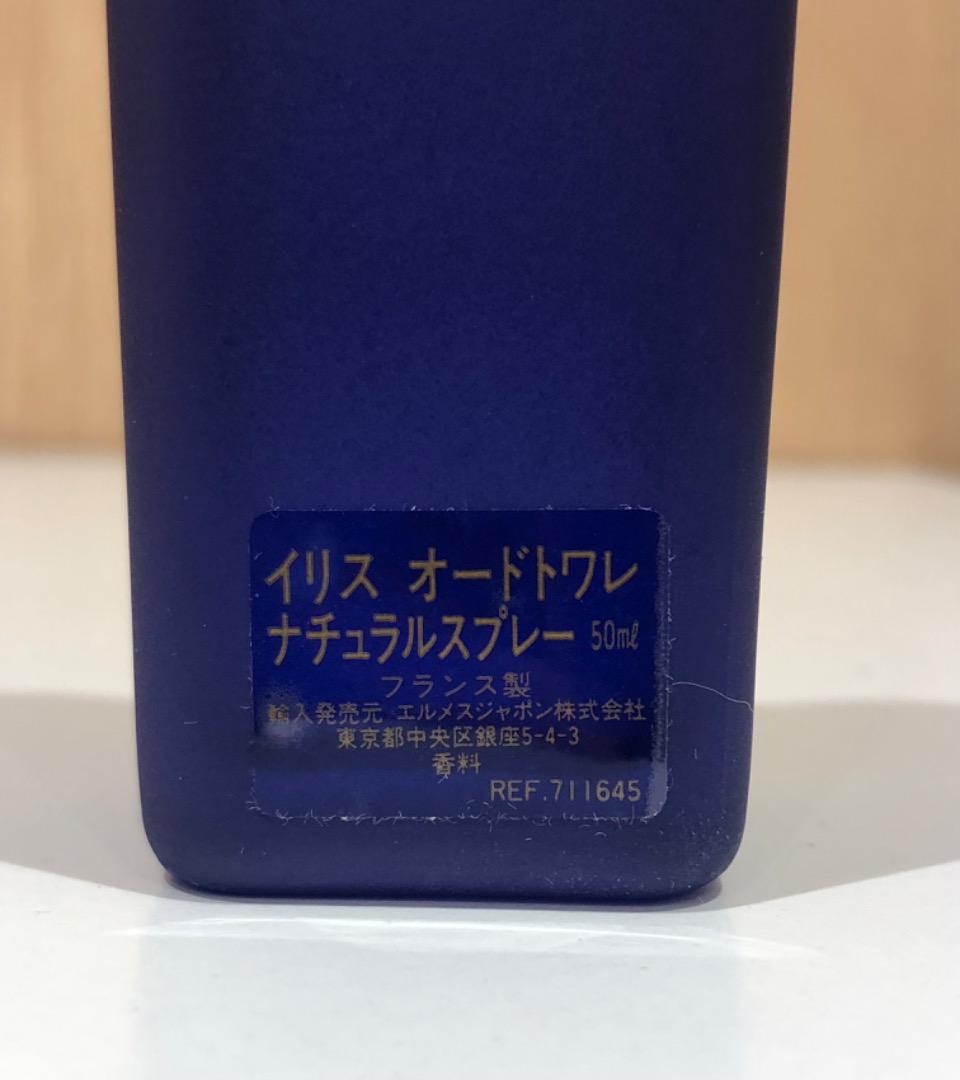 イリス オードトワレ
ナチュラルスプレー 50ml
フランス製
輸入発売元 エルメスジャポン株式会社
東京都中央区銀座5-4-3
香料
REF.711645